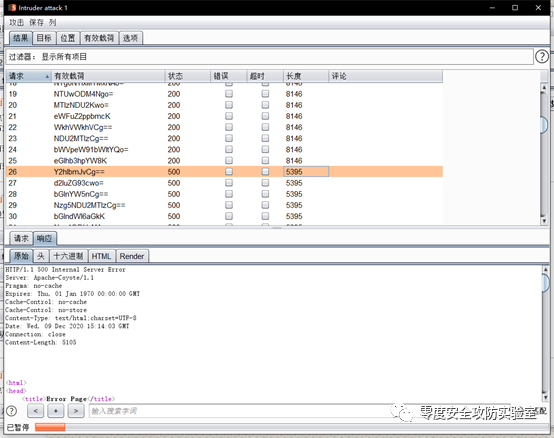 Intruder attack 1
攻击 保存 列
结果 目标 位置 有效载荷 选项
过滤器: 显示所有项目 ?
请求 有效载荷 状态 错误 超时 长度 评论
19 NTUwODM4Ngo= 200 8146
20 MTIzNDU2Kwo= 200 8146
21 eWFuZ2ppbmcK 200 8146
22 WkhVWkhVCg== 200 8146
23 NDU2MTIzCg== 200 8146
24 bWVpeW91bWltYQo= 200 8146
25 eGlhb3hpYW8K 200 8146
26 Y2hlbmJvCg== 500 5395
27 d2luZG93cwo= 500 5395
28 bGlnYW5nCg== 500 5395
29 Nzg5NDU2MTIzCg== 500 5395
30 bGlndWl6aGkK 500 5395
请求 响应
原始 头 十六进制 HTML Render
HTTP/1.1 500 Internal Server Error
Server: Apache-Coyote/1.1
Pragma: no-cache
Expires: Thu, 01 Jan 1970 00:00:00 GMT
Cache-Control: no-cache
Cache-Control: no-store
Content-Type: text/html;charset=UTF-8
Date: Wed, 09 Dec 2020 15:14:03 GMT
Connection: close
Content-Length: 5105
<html>
<head>
<title>Error Page</title>
? < + > 输入搜索字词
零度安全攻防实验室
已暂停